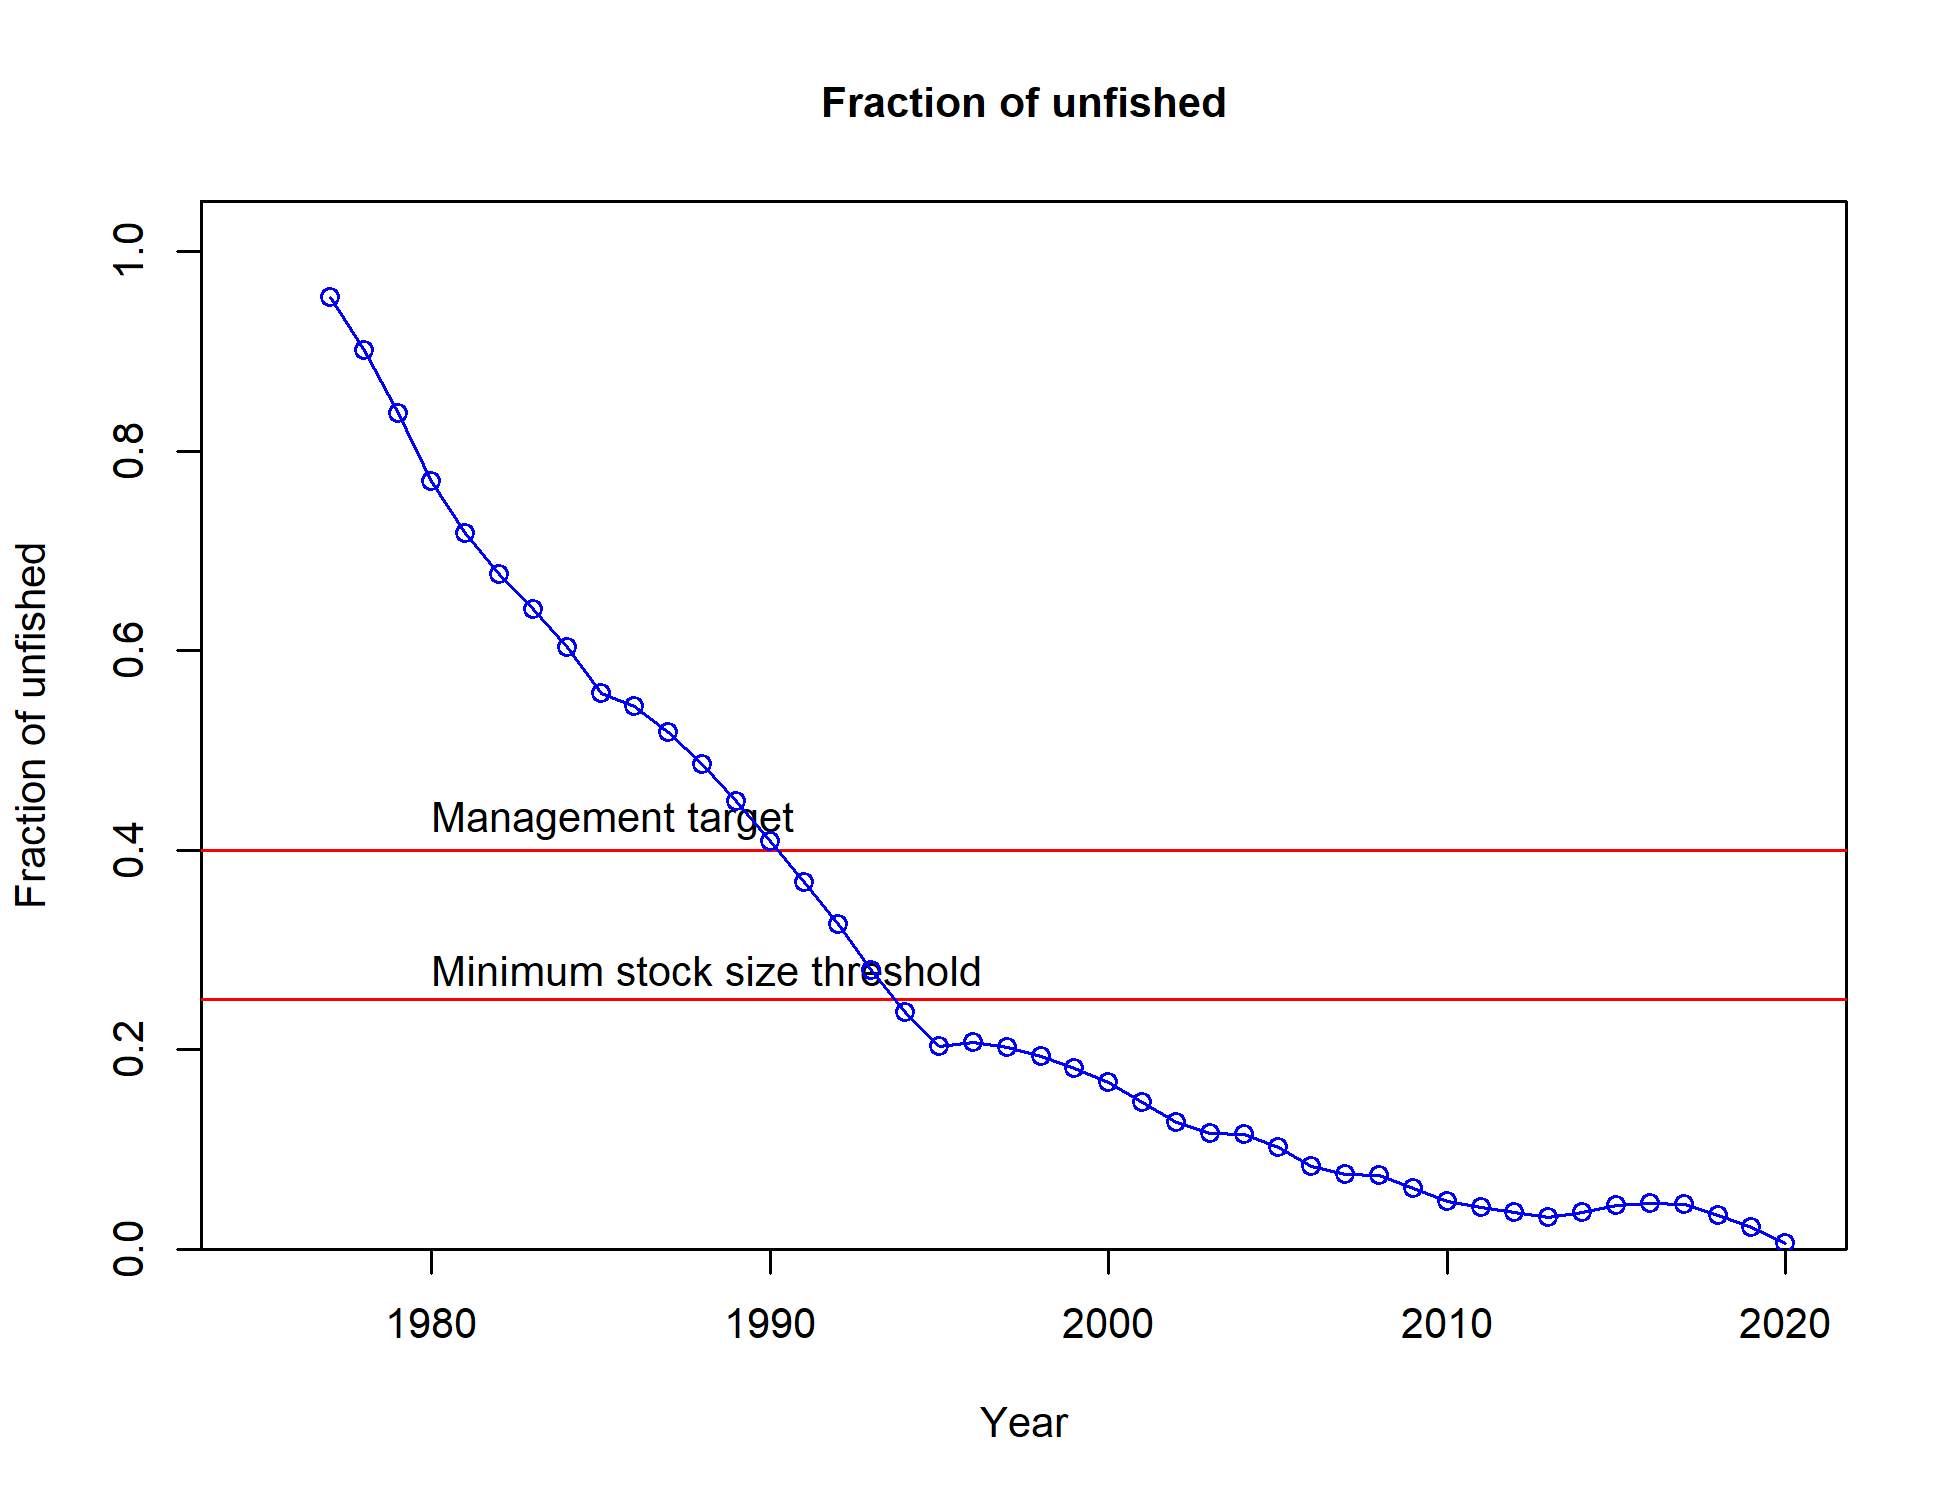 Fraction of unfished
Fraction of unfished
1.0
0.8
0.6
0.4
0.2
0.0
Management target
Minimum stock size threshold
1980 1990 2000 2010 2020
Year